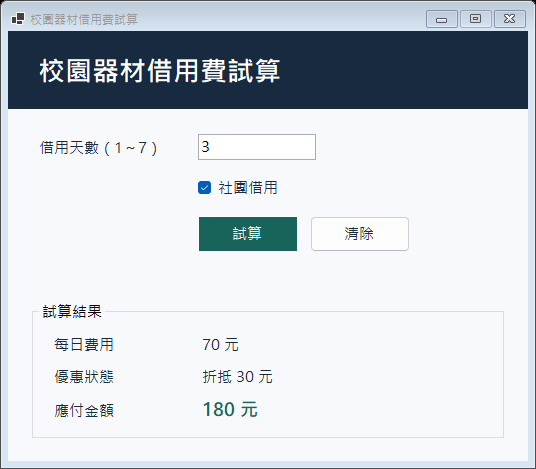 校園器材借用費試算
校園器材借用費試算
借用天數（1～7） 3
社團借用
試算 清除
試算結果
每日費用 70 元
優惠狀態 折抵 30 元
應付金額 180 元